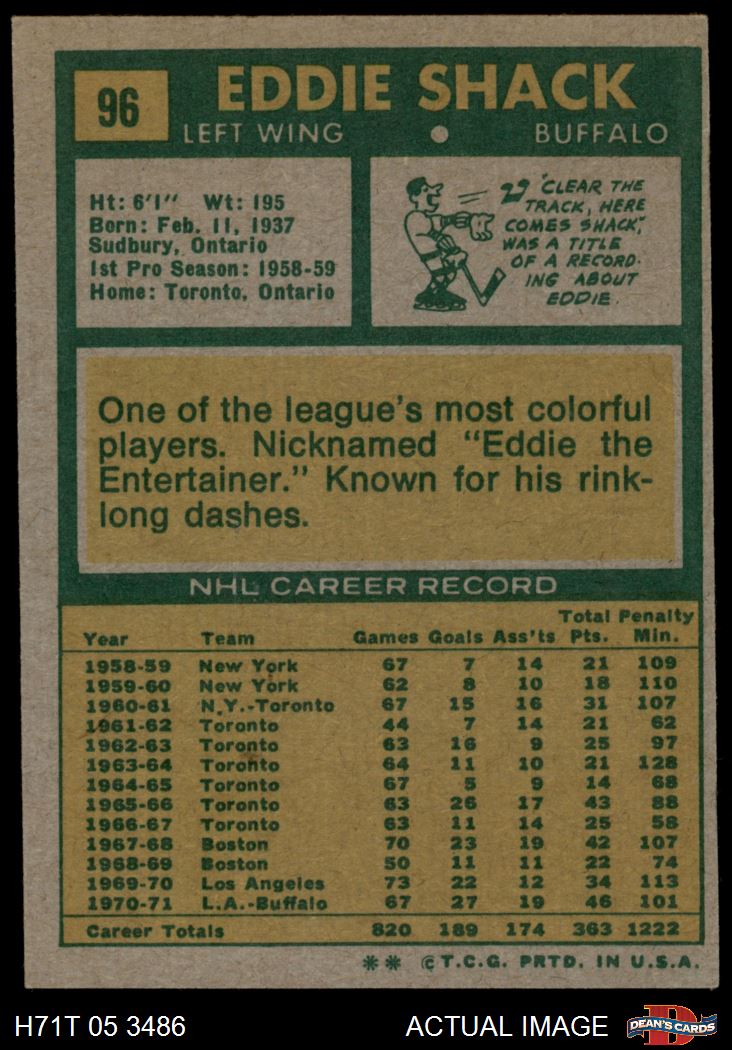 96
EDDIE SHACK
LEFT WING • BUFFALO
Ht: 6'1" Wt: 195
Born: Feb. 11, 1937
Sudbury, Ontario
1st Pro Season: 1958-59
Home: Toronto, Ontario
"CLEAR THE
TRACK, HERE
COMES SHACK,"
WAS A TITLE
OF A RECORD-
ING ABOUT
EDDIE.
One of the league's most colorful
players. Nicknamed "Eddie the
Entertainer." Known for his rink-
long dashes.
NHL CAREER RECORD
Total Penalty
Year Team Games Goals Ass'ts Pts. Min.
1958-59 New York 67 7 14 21 109
1959-60 New York 62 8 10 18 110
1960-61 N.Y.-Toronto 67 15 16 31 107
1961-62 Toronto 44 7 14 21 62
1962-63 Toronto 63 16 9 25 97
1963-64 Toronto 64 11 10 21 128
1964-65 Toronto 67 5 9 14 68
1965-66 Toronto 63 26 17 43 88
1966-67 Toronto 63 11 14 25 58
1967-68 Boston 70 23 19 42 107
1968-69 Boston 50 11 11 22 74
1969-70 Los Angeles 73 22 12 34 113
1970-71 L.A.-Buffalo 67 27 19 46 101
Career Totals 820 189 174 363 1222
** © T.C.G. PRTD. IN U.S.A.
H71T 05 3486 ACTUAL IMAGE DEAN'S CARDS